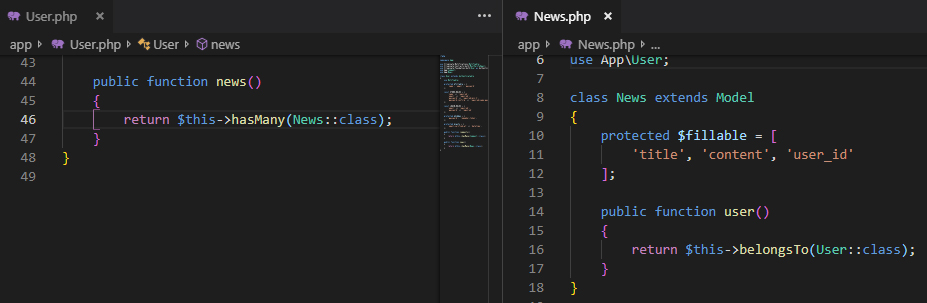 User.php ×
app User.php User news
43
44 public function news()
45 {
46 return $this->hasMany(News::class);
47 }
48 }
49
News.php ×
app News.php ...
6 use App\User;
7
8 class News extends Model
9 {
10 protected $fillable = [
11 'title', 'content', 'user_id'
12 ];
13
14 public function user()
15 {
16 return $this->belongsTo(User::class);
17 }
18 }